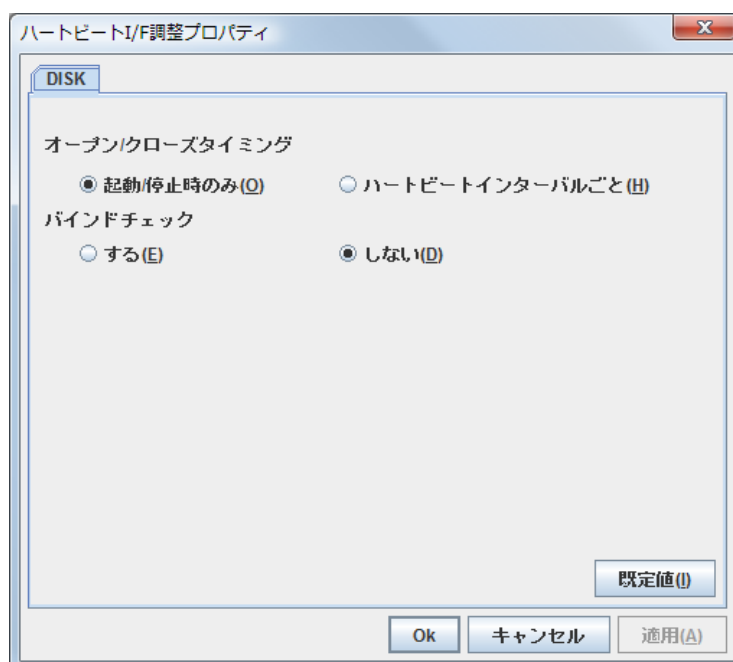 ハートビートI/F調整プロパティ
DISK
オープン/クローズタイミング
起動/停止時のみ(O) ハートビートインターバルごと(H)
バインドチェック
する(E) しない(D)
既定値(I)
Ok キャンセル 適用(A)